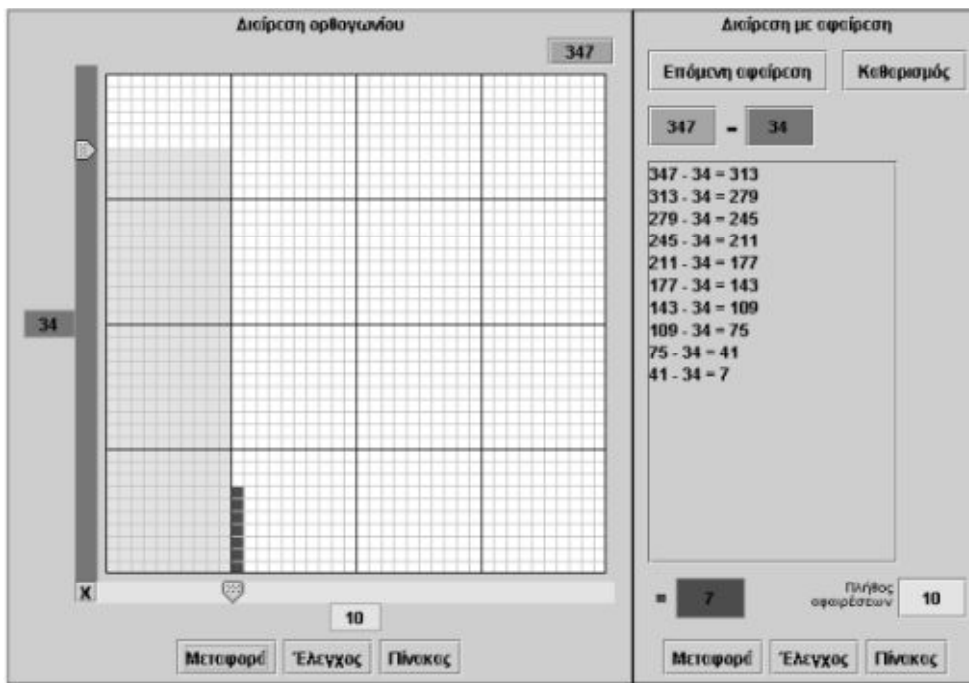 Διαίρεση ορθογωνίου
347
34
X
10
Μεταφορά Έλεγχος Πίνακας
Διαίρεση με αφαίρεση
Επόμενη αφαίρεση Καθαρισμός
347 - 34
347 - 34 = 313
313 - 34 = 279
279 - 34 = 245
245 - 34 = 211
211 - 34 = 177
177 - 34 = 143
143 - 34 = 109
109 - 34 = 75
75 - 34 = 41
41 - 34 = 7
= 7 Πλήθος
αφαιρέσεων 10
Μεταφορά Έλεγχος Πίνακας